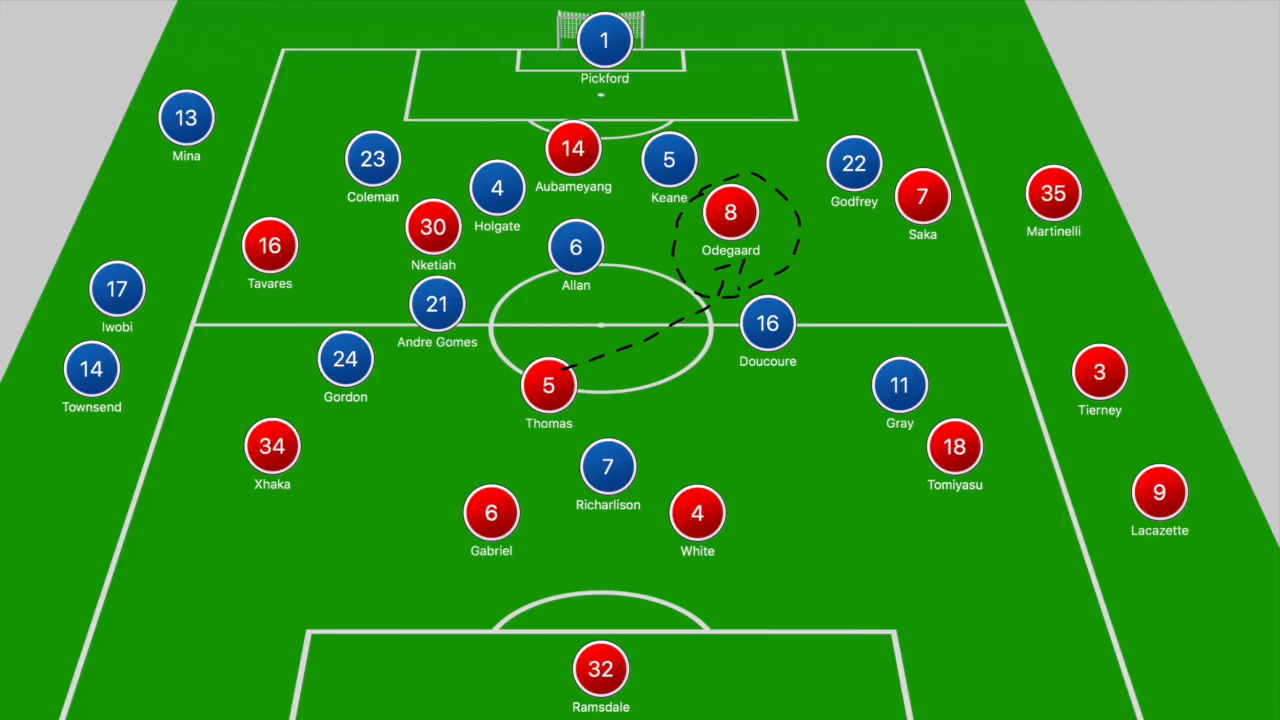 1
Pickford
13
Mina
14
Aubameyang
23
Coleman
5
Keane
22
Godfrey
4
Holgate
7
Saka
35
Martinelli
8
Odegaard
30
Nketiah
16
Tavares
6
Allan
17
Iwobi
21
Andre Gomes
16
Doucoure
24
Gordon
14
Townsend
5
Thomas
11
Gray
3
Tierney
34
Xhaka
18
Tomiyasu
7
Richarlison
9
Lacazette
6
Gabriel
4
White
32
Ramsdale